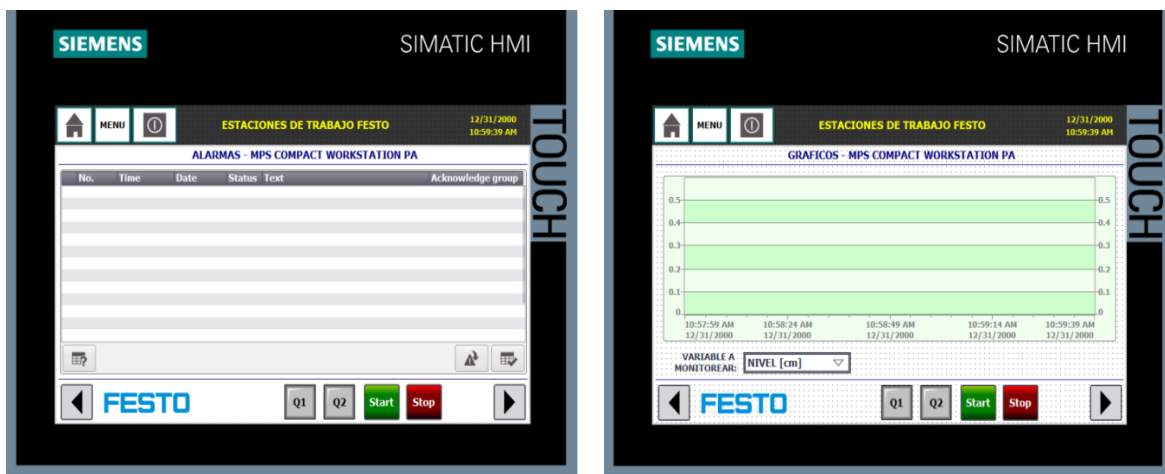 SIEMENS
SIMATIC HMI
TOUCH
MENU
ESTACIONES DE TRABAJO FESTO
12/31/2000
10:59:39 AM
ALARMAS - MPS COMPACT WORKSTATION PA
No. Time Date Status Text Acknowledge group
FESTO
Q1 Q2 Start Stop
SIEMENS
SIMATIC HMI
TOUCH
MENU
ESTACIONES DE TRABAJO FESTO
12/31/2000
10:59:39 AM
GRAFICOS - MPS COMPACT WORKSTATION PA
0.5 0.5
0.4 0.4
0.3 0.3
0.2 0.2
0.1 0.1
0. .0
10:57:59 AM 10:58:24 AM 10:58:49 AM 10:59:14 AM 10:59:39 AM
12/31/2000 12/31/2000 12/31/2000 12/31/2000 12/31/2000
VARIABLE A
MONITOREAR: NIVEL [cm]
FESTO
Q1 Q2 Start Stop